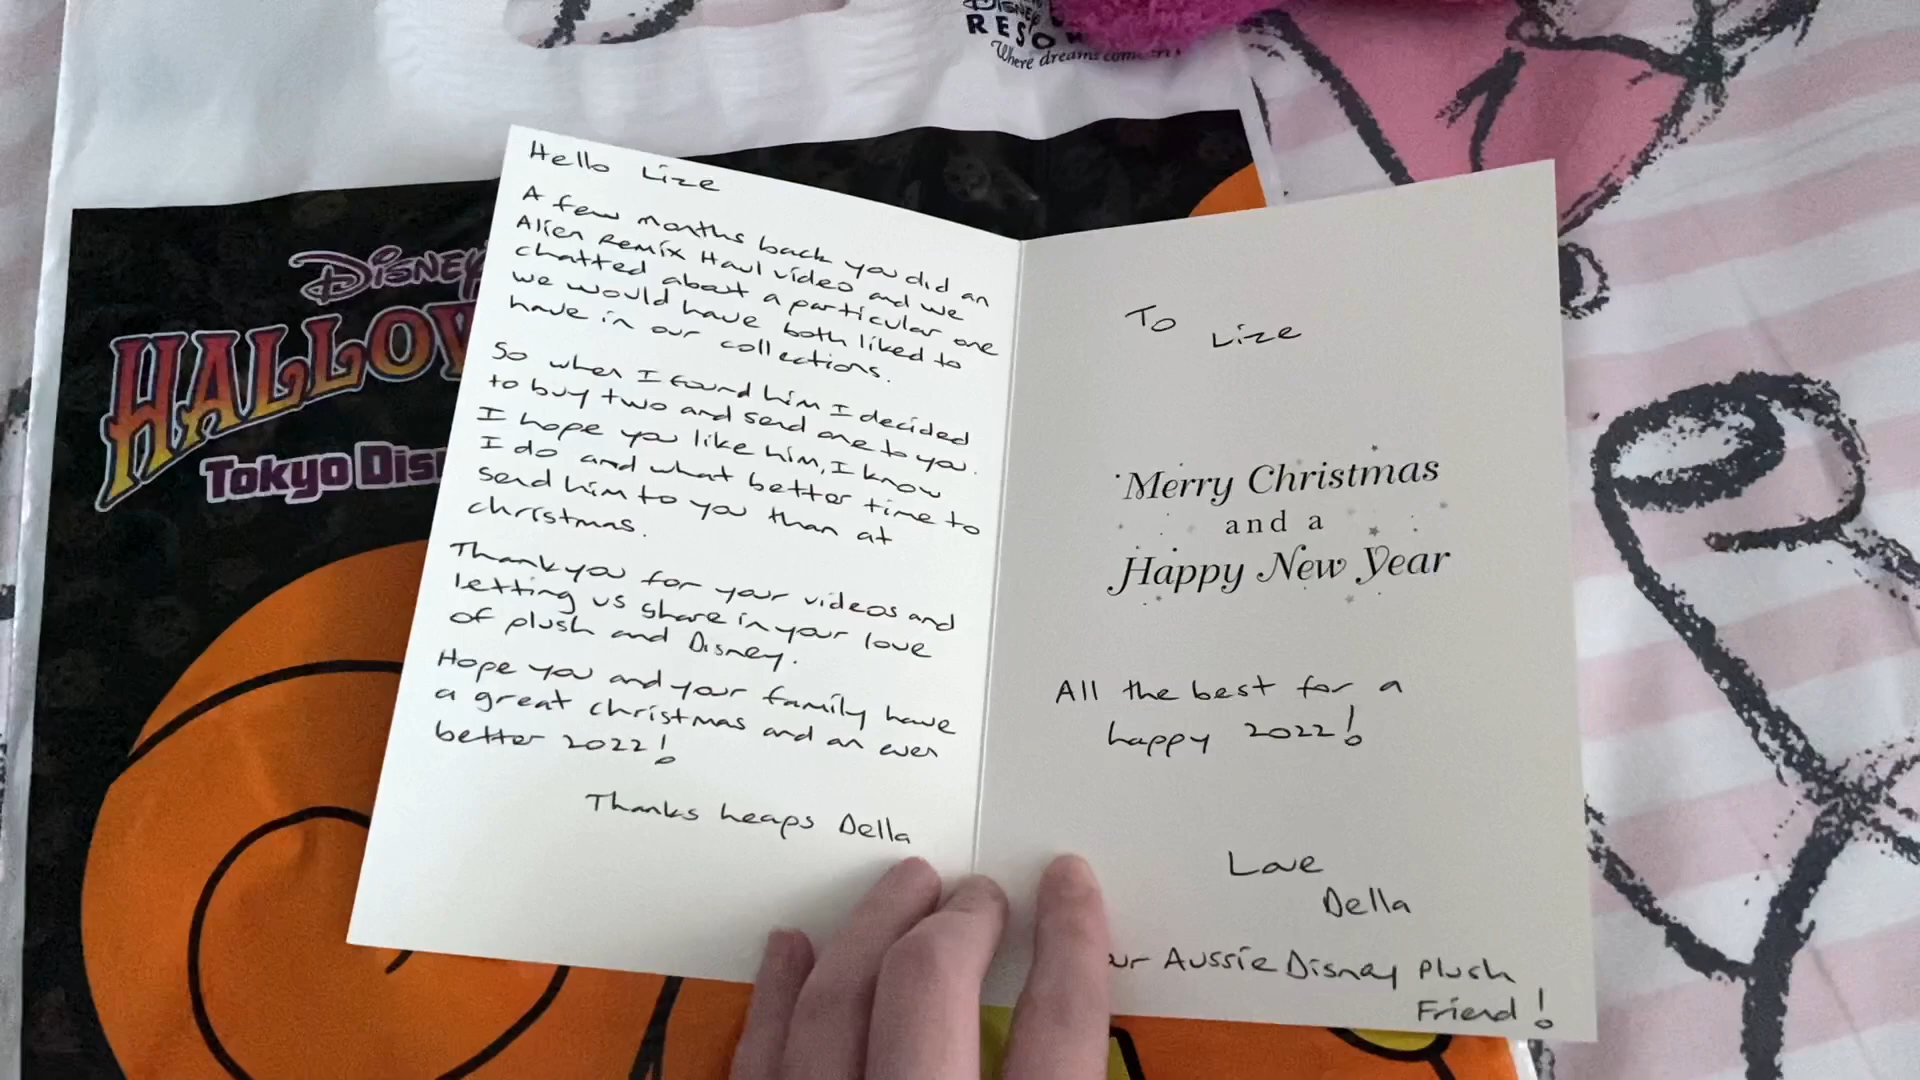 Disney
RESO
Where dreams come
Disney
HALLOW
Tokyo Dis
Hello Lize
A few months back you did an
Alien Remix Haul video and we
chatted about a particular one
we would have both liked to
have in our collections.
So when I found him I decided
to buy two and send one to you.
I hope you like him, I know
I do and what better time to
send him to you than at
christmas.
Thankyou for your videos and
letting us share in your love
of plush and Disney.
Hope you and your family have
a great christmas and an even
better 2022!
Thanks heaps Della
To Lize
Merry Christmas
and a
Happy New Year
All the best for a
happy 2022!
Love
Della
ur Aussie Disney Plush
Friend!